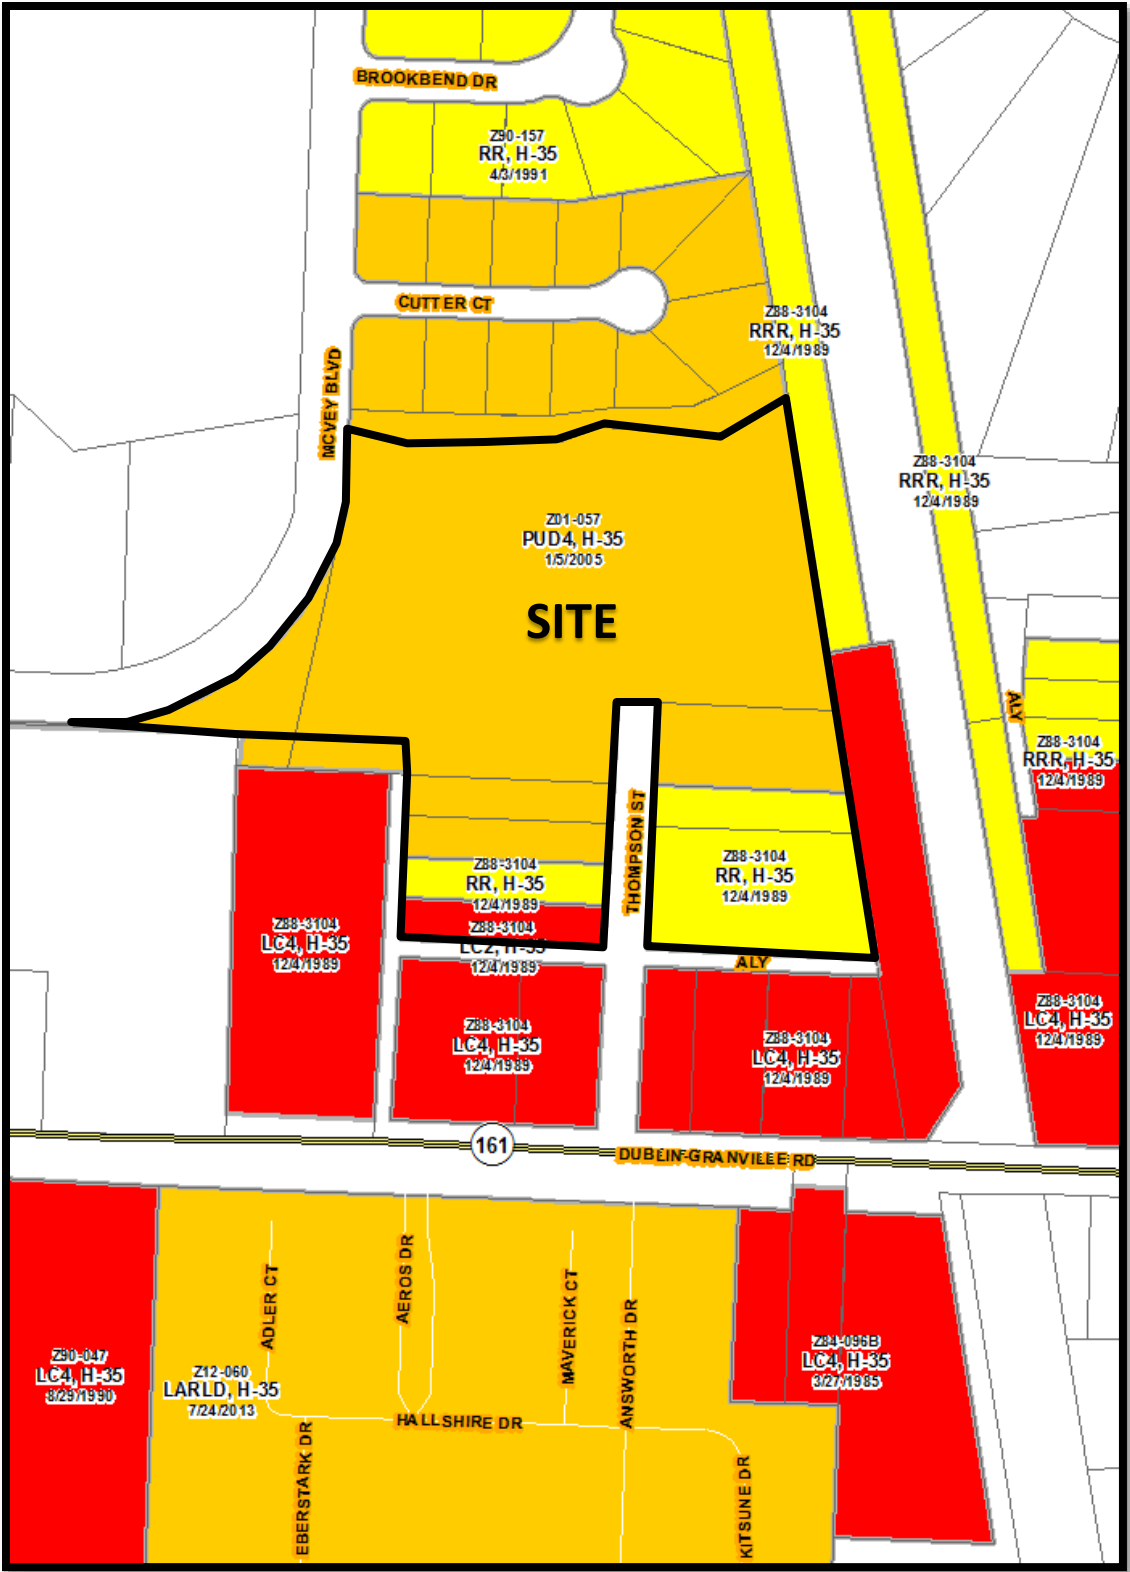 BROOKBEND DR
Z90-157
RR, H-35
4/3/1991
CUTTER CT
Z88-3104
RRR, H-35
12/4/1989
MCVEY BLVD
Z88-3104
RRR, H-35
12/4/1989
Z01-057
PUD4, H-35
1/5/2005
SITE
ALY
Z88-3104
RRR, H-35
12/4/1989
THOMPSON ST
Z88-3104
RR, H-35
12/4/1989
Z88-3104
RR, H-35
12/4/1989
Z88-3104
LC4, H-35
12/4/1989
Z88-3104
LC2, H-35
12/4/1989
ALY
Z88-3104
LC4, H-35
12/4/1989
Z88-3104
LC4, H-35
12/4/1989
Z88-3104
LC4, H-35
12/4/1989
161
DUBLIN-GRANVILLE RD
ADLER CT
AEROS DR
MAVERICK CT
ANSWORTH DR
Z90-047
LC4, H-35
8/29/1990
Z12-060
LARLD, H-35
7/24/2013
Z84-096B
LC4, H-35
3/27/1985
HALLSHIRE DR
EBERSTARK DR
KITSUNE DR